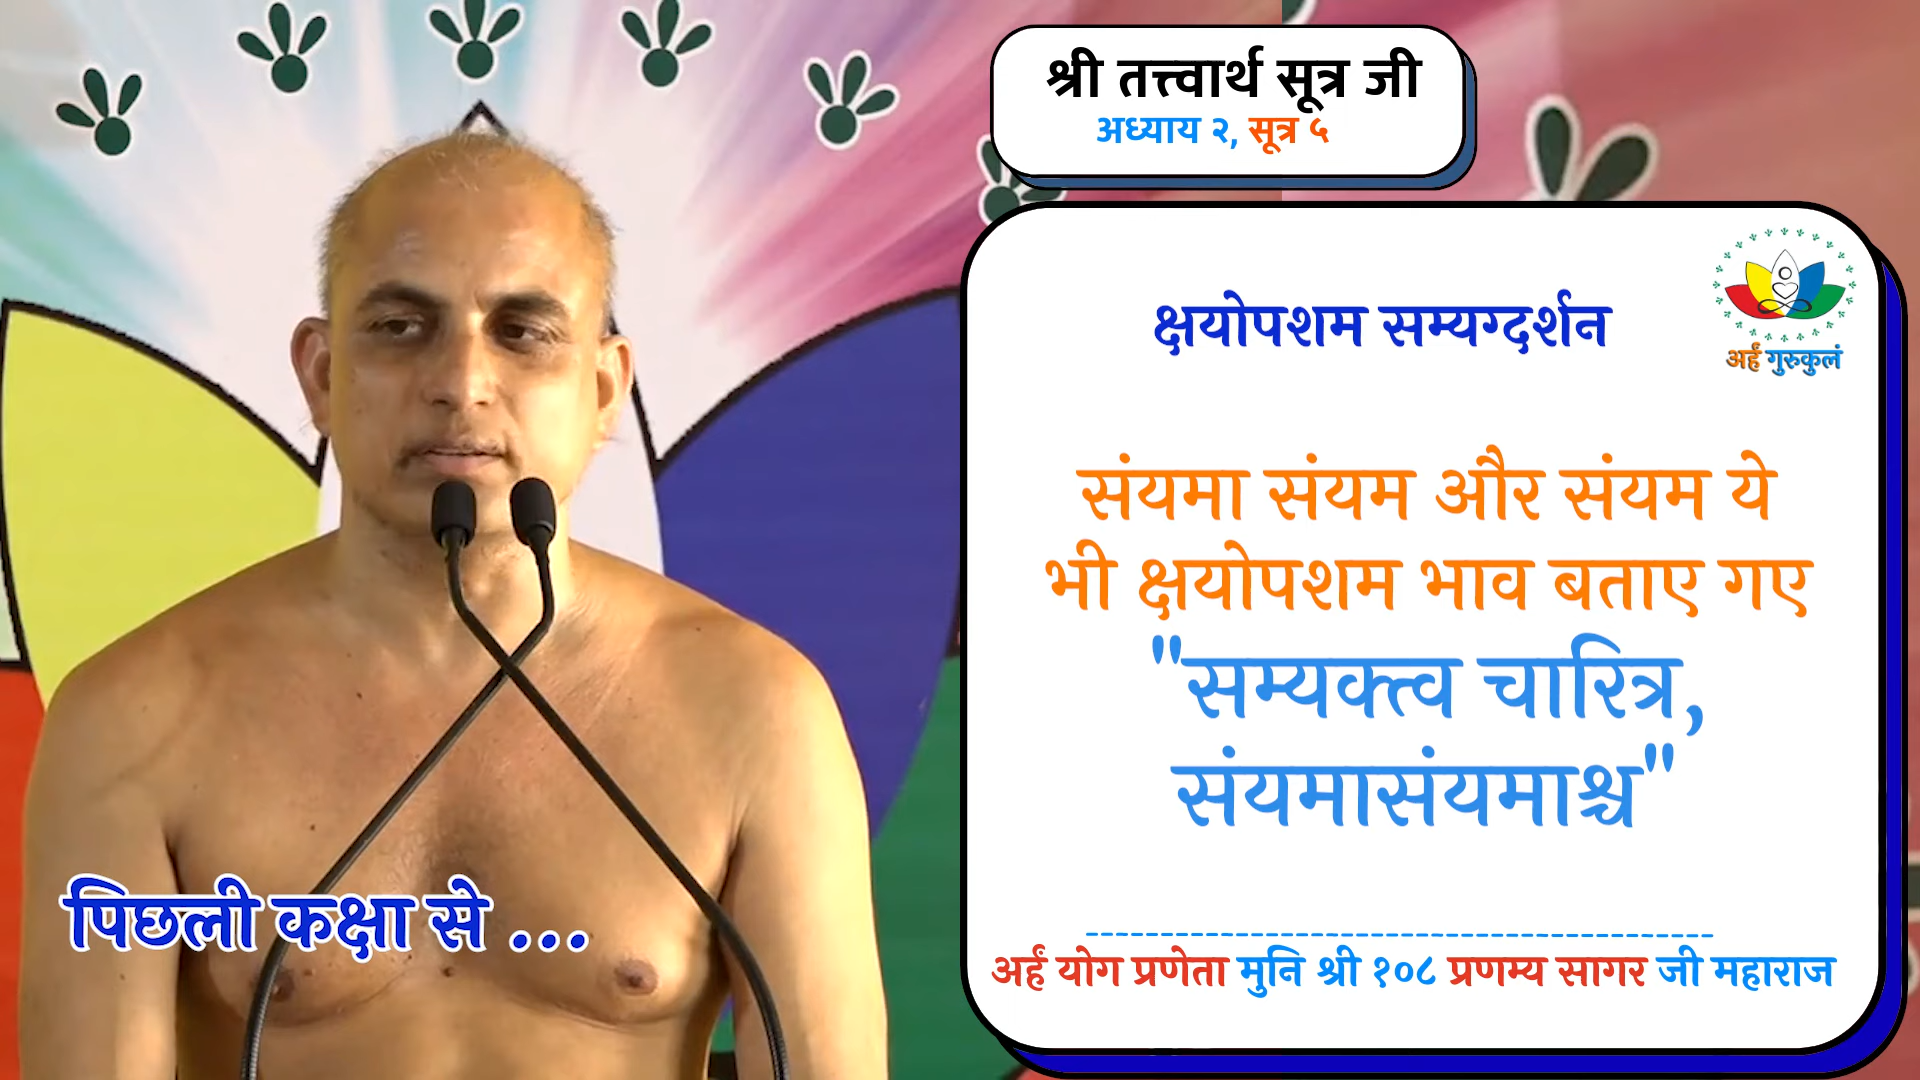 श्री तत्त्वार्थ सूत्र जी
अध्याय २, सूत्र ५
अर्हं गुरुकुलं
क्षयोपशम सम्यग्दर्शन
संयमा संयम और संयम ये
भी क्षयोपशम भाव बताए गए
"सम्यक्त्व चारित्र,
संयमासंयमाश्च"
अर्हं योग प्रणेता मुनि श्री १०८ प्रणम्य सागर जी महाराज
पिछली कक्षा से ...